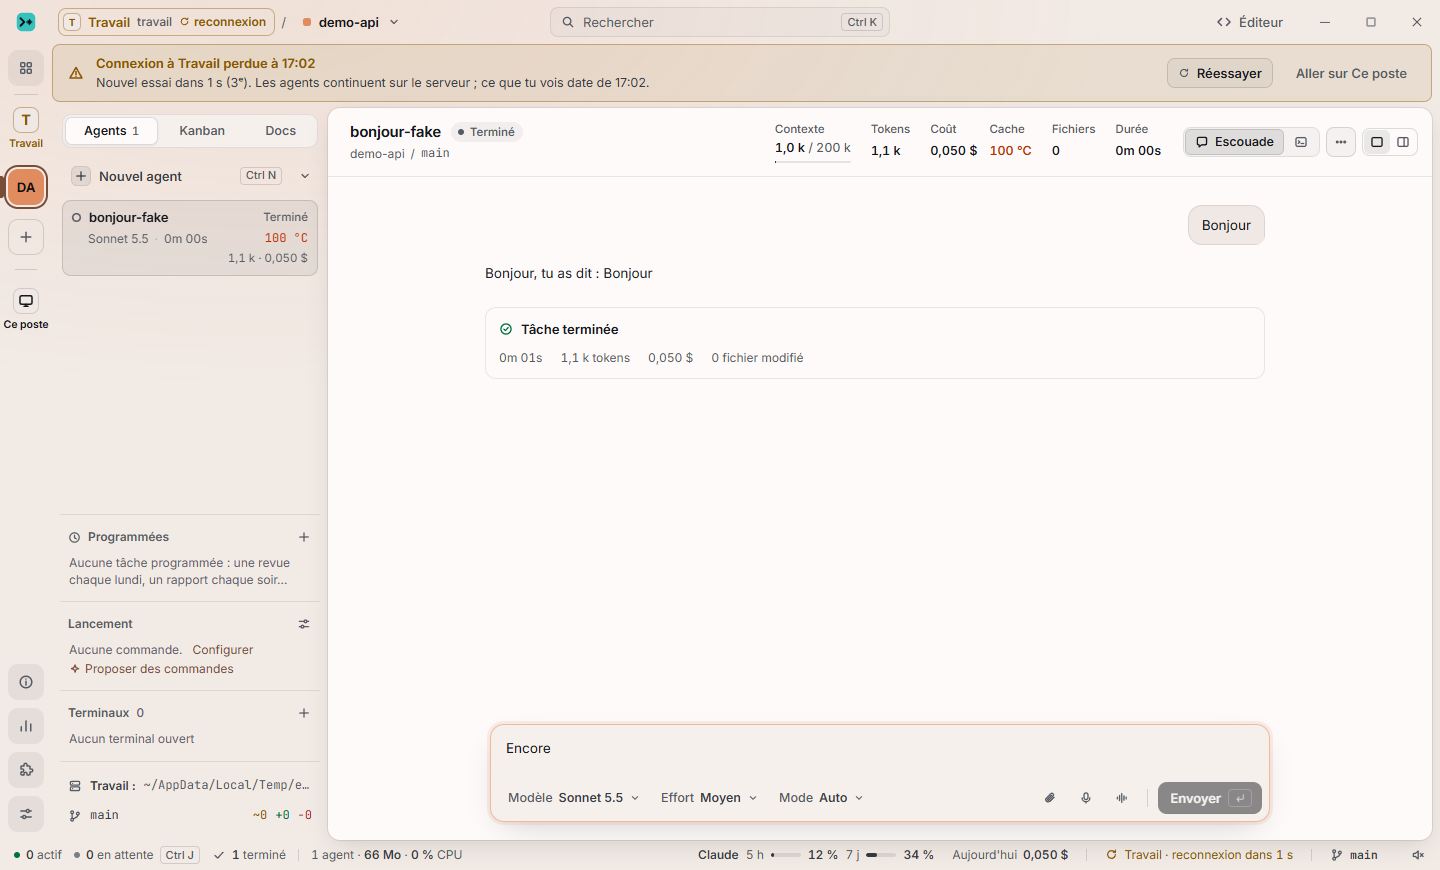 T Travail travail reconnexion / demo-api
Rechercher Ctrl K
Éditeur
Connexion à Travail perdue à 17:02
Nouvel essai dans 1 s (3ᵉ). Les agents continuent sur le serveur ; ce que tu vois date de 17:02.
Réessayer
Aller sur Ce poste
T
Travail
DA
Ce poste
Agents 1 Kanban Docs
Nouvel agent Ctrl N
bonjour-fake Terminé
Sonnet 5.5 · 0m 00s 100 °C
1,1 k · 0,050 $
Programmées
Aucune tâche programmée : une revue
chaque lundi, un rapport chaque soir...
Lancement
Aucune commande. Configurer
Proposer des commandes
Terminaux 0
Aucun terminal ouvert
Travail : ~/AppData/Local/Temp/e…
main ~0 +0 -0
bonjour-fake Terminé
demo-api / main
Contexte Tokens Coût Cache Fichiers Durée
1,0 k / 200 k 1,1 k 0,050 $ 100 °C 0 0m 00s
Escouade
Bonjour
Bonjour, tu as dit : Bonjour
Tâche terminée
0m 01s 1,1 k tokens 0,050 $ 0 fichier modifié
Encore
Modèle Sonnet 5.5 Effort Moyen Mode Auto
Envoyer
0 actif 0 en attente Ctrl J 1 terminé 1 agent · 66 Mo · 0 % CPU
Claude 5 h 12 % 7 j 34 % Aujourd'hui 0,050 $ Travail · reconnexion dans 1 s main